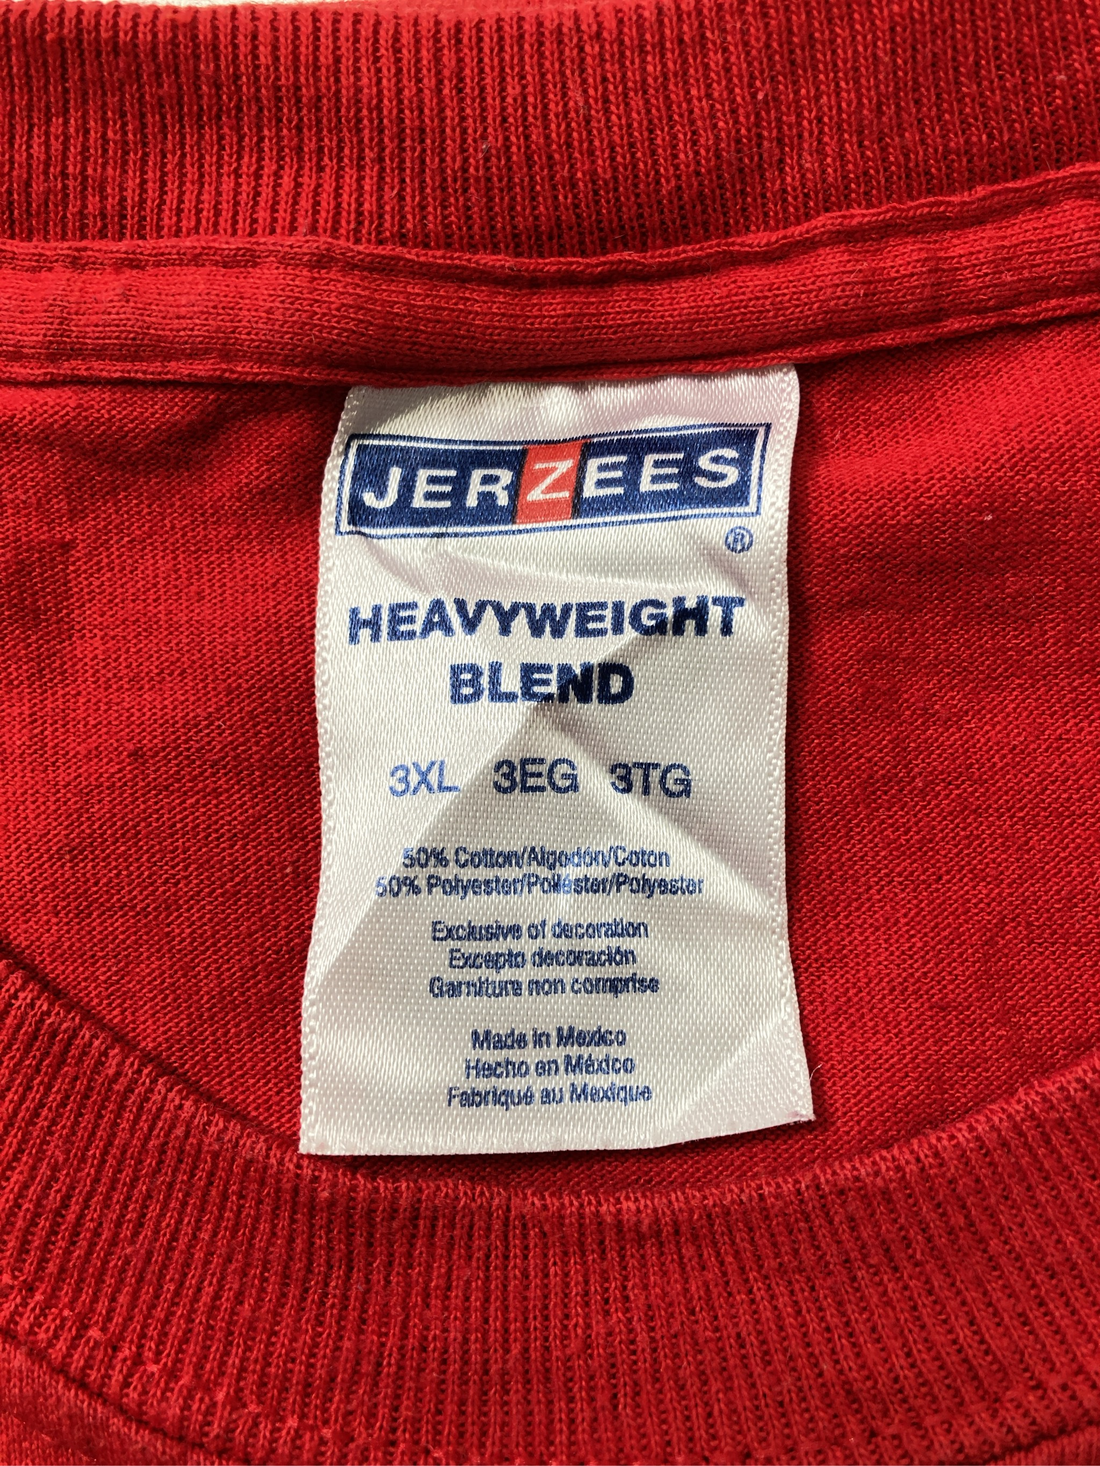 JERZEES
®
HEAVYWEIGHT
BLEND
3XL 3EG 3TG
50% Cotton/Algodón/Coton
50% Polyester/Poliéster/Polyester
Exclusive of decoration
Excepto decoración
Garniture non comprise
Made in Mexico
Hecho en México
Fabriqué au Mexique